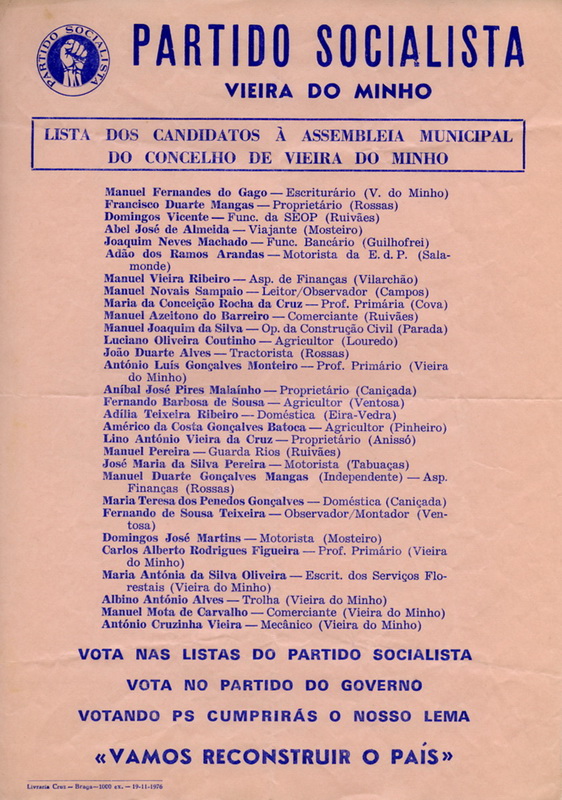 PARTIDO SOCIALISTA
PARTIDO SOCIALISTA
VIEIRA DO MINHO
LISTA DOS CANDIDATOS À ASSEMBLEIA MUNICIPAL
DO CONCELHO DE VIEIRA DO MINHO
Manuel Fernandes do Gago — Escriturário (V. do Minho)
Francisco Duarte Mangas — Proprietário (Rossas)
Domingos Vicente — Func. da SEOP (Ruivães)
Abel José de Almeida — Viajante (Mosteiro)
Joaquim Neves Machado — Func. Bancário (Guilhofrei)
Adão dos Ramos Arandas — Motorista da E. d. P. (Sala-
monde)
Manuel Vieira Ribeiro — Asp. de Finanças (Vilarchão)
Manuel Novais Sampaio — Leitor/Observador (Campos)
Maria da Conceição Rocha da Cruz — Prof. Primária (Cova)
Manuel Azeitono do Barreiro — Comerciante (Ruivães)
Manuel Joaquim da Silva — Op. da Construção Civil (Parada)
Luciano Oliveira Coutinho — Agricultor (Louredo)
João Duarte Alves — Tractorista (Rossas)
António Luís Gonçalves Monteiro — Prof. Primário (Vieira
do Minho)
Aníbal José Pires Malaínho — Proprietário (Caniçada)
Fernando Barbosa de Sousa — Agricultor (Ventosa)
Adília Teixeira Ribeiro — Doméstica (Eira-Vedra)
Américo da Costa Gonçalves Batoca — Agricultor (Pinheiro)
Lino António Vieira da Cruz — Proprietário (Anissó)
Manuel Pereira — Guarda Rios (Ruivães)
José Maria da Silva Pereira — Motorista (Tabuaças)
Manuel Duarte Gonçalves Mangas (Independente) — Asp.
Finanças (Rossas)
Maria Teresa dos Penedos Gonçalves — Doméstica (Caniçada)
Fernando de Sousa Teixeira — Observador/Montador (Ven-
tosa)
Domingos José Martins — Motorista (Mosteiro)
Carlos Alberto Rodrigues Figueira — Prof. Primário (Vieira
do Minho)
Maria Antónia da Silva Oliveira — Escrit. dos Serviços Flo-
restais (Vieira do Minho)
Albino António Alves — Trolha (Vieira do Minho)
Manuel Mota de Carvalho — Comerciante (Vieira do Minho)
António Cruzinha Vieira — Mecânico (Vieira do Minho)
VOTA NAS LISTAS DO PARTIDO SOCIALISTA
VOTA NO PARTIDO DO GOVERNO
VOTANDO PS CUMPRIRÁS O NOSSO LEMA
«VAMOS RECONSTRUIR O PAÍS»
Livraria Cruz — Braga — 1000 ex. — 19-11-1976